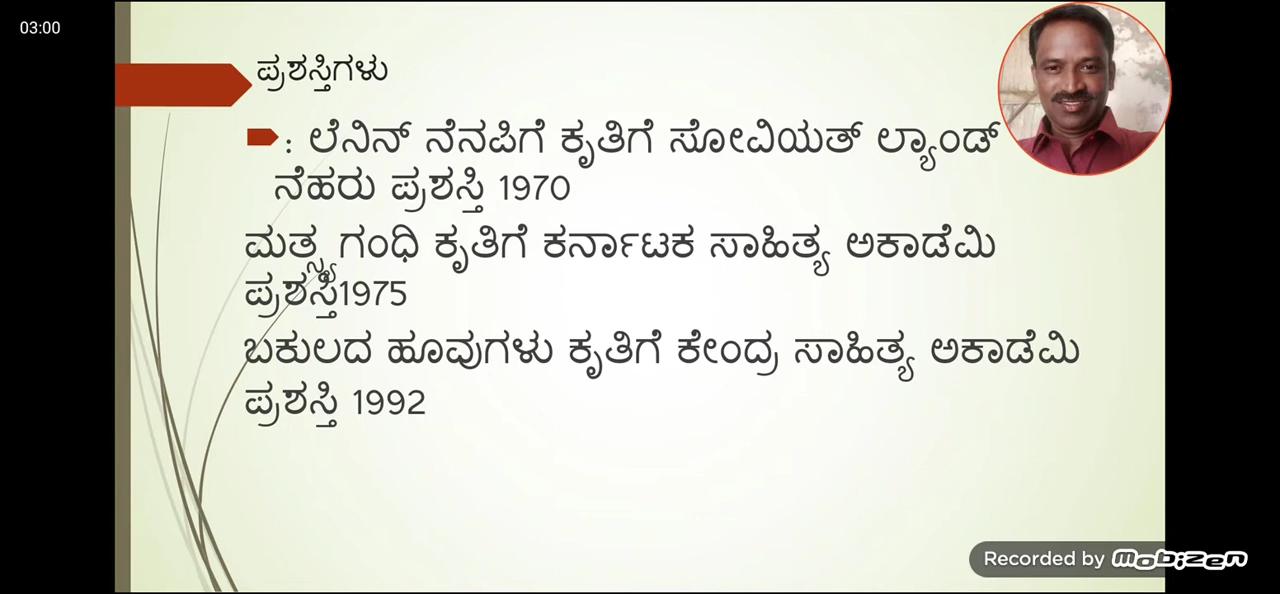 03:00
ಪ್ರಶಸ್ತಿಗಳು
: ಲೆನಿನ್ ನೆನಪಿಗೆ ಕೃತಿಗೆ ಸೋವಿಯತ್ ಲ್ಯಾಂಡ್
ನೆಹರು ಪ್ರಶಸ್ತಿ 1970
ಮತ್ಸ್ಯಗಂಧಿ ಕೃತಿಗೆ ಕರ್ನಾಟಕ ಸಾಹಿತ್ಯ ಅಕಾಡೆಮಿ
ಪ್ರಶಸ್ತಿ1975
ಬಕುಲದ ಹೂವುಗಳು ಕೃತಿಗೆ ಕೇಂದ್ರ ಸಾಹಿತ್ಯ ಅಕಾಡೆಮಿ
ಪ್ರಶಸ್ತಿ 1992
Recorded by mobizen